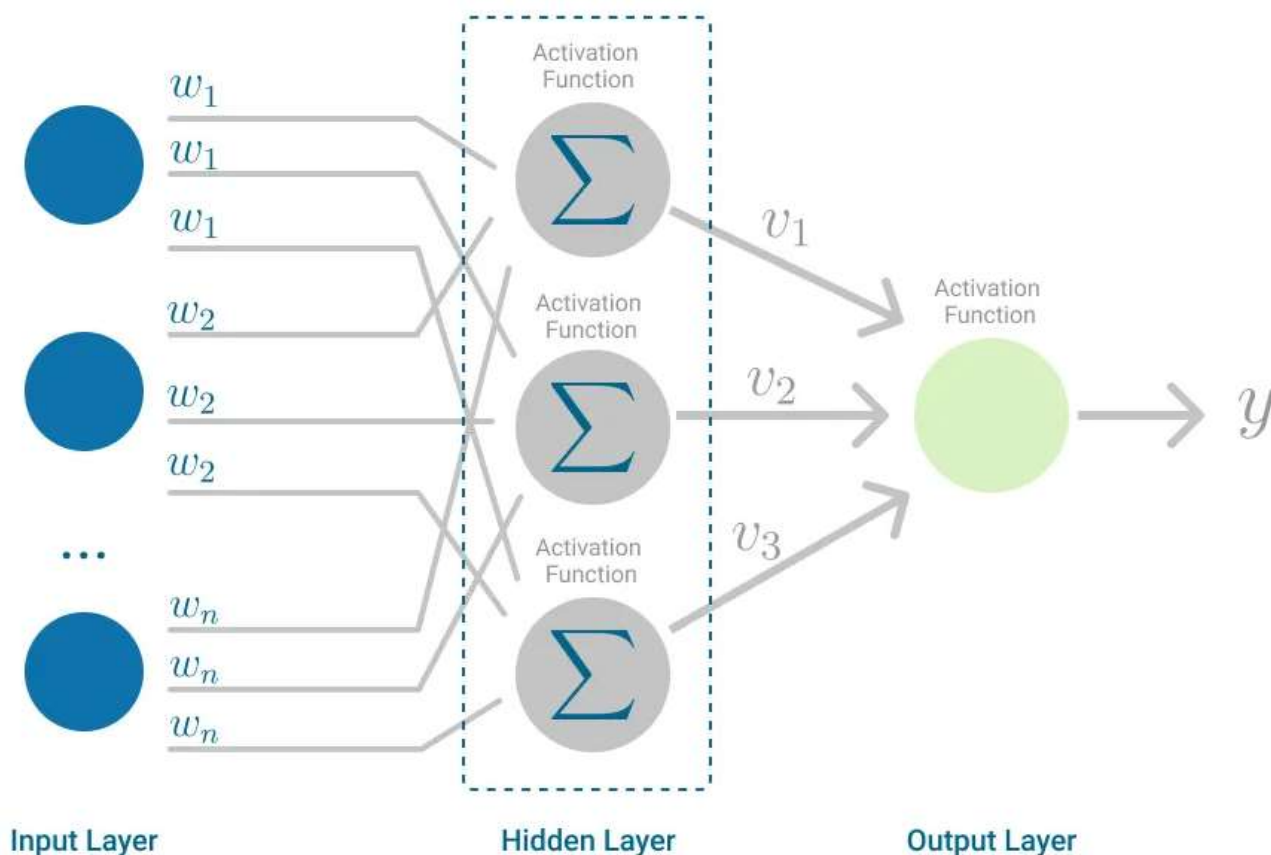 Activation
Function
w₁
w₁
w₁
v₁
w₂
Activation
Function
Activation
Function
w₂
v₂
y
w₂
v₃
...
Activation
Function
wₙ
wₙ
wₙ
Σ
Σ
Σ
Input Layer
Hidden Layer
Output Layer